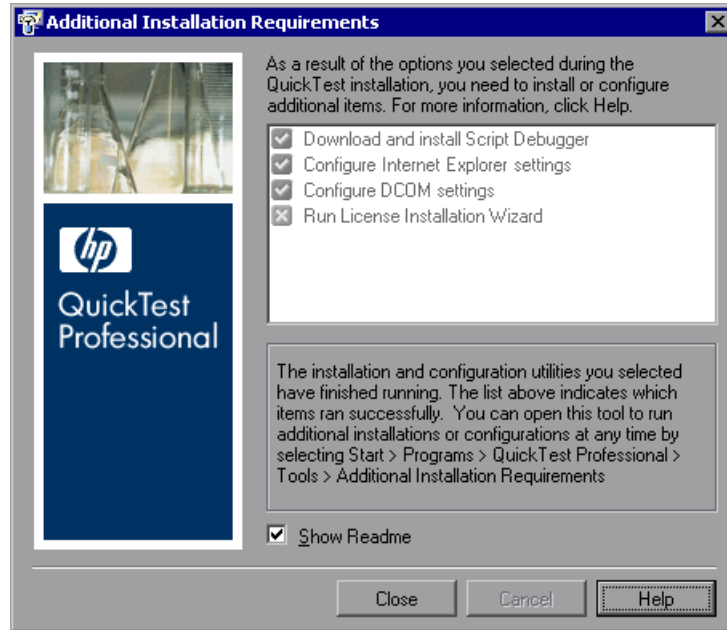 Additional Installation Requirements
As a result of the options you selected during the
QuickTest installation, you need to install or configure
additional items. For more information, click Help.
Download and install Script Debugger
Configure Internet Explorer settings
Configure DCOM settings
Run License Installation Wizard
hp
QuickTest
Professional
The installation and configuration utilities you selected
have finished running. The list above indicates which
items ran successfully. You can open this tool to run
additional installations or configurations at any time by
selecting Start > Programs > QuickTest Professional >
Tools > Additional Installation Requirements
Show Readme
Close
Cancel
Help